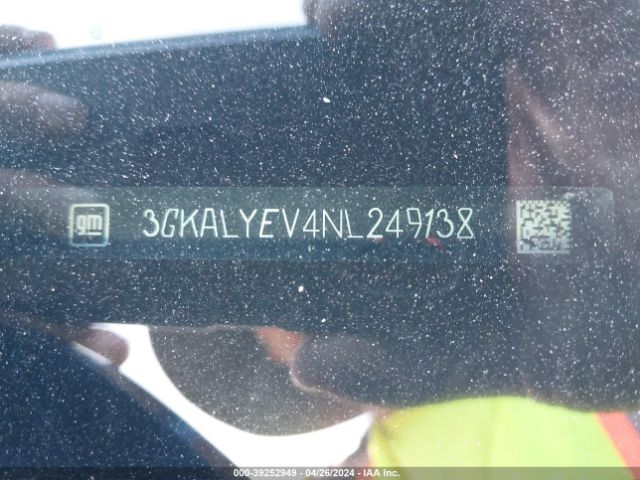 gm 3GKALYEV4NL249138
000-39252949 - 04/26/2024 - IAA Inc.